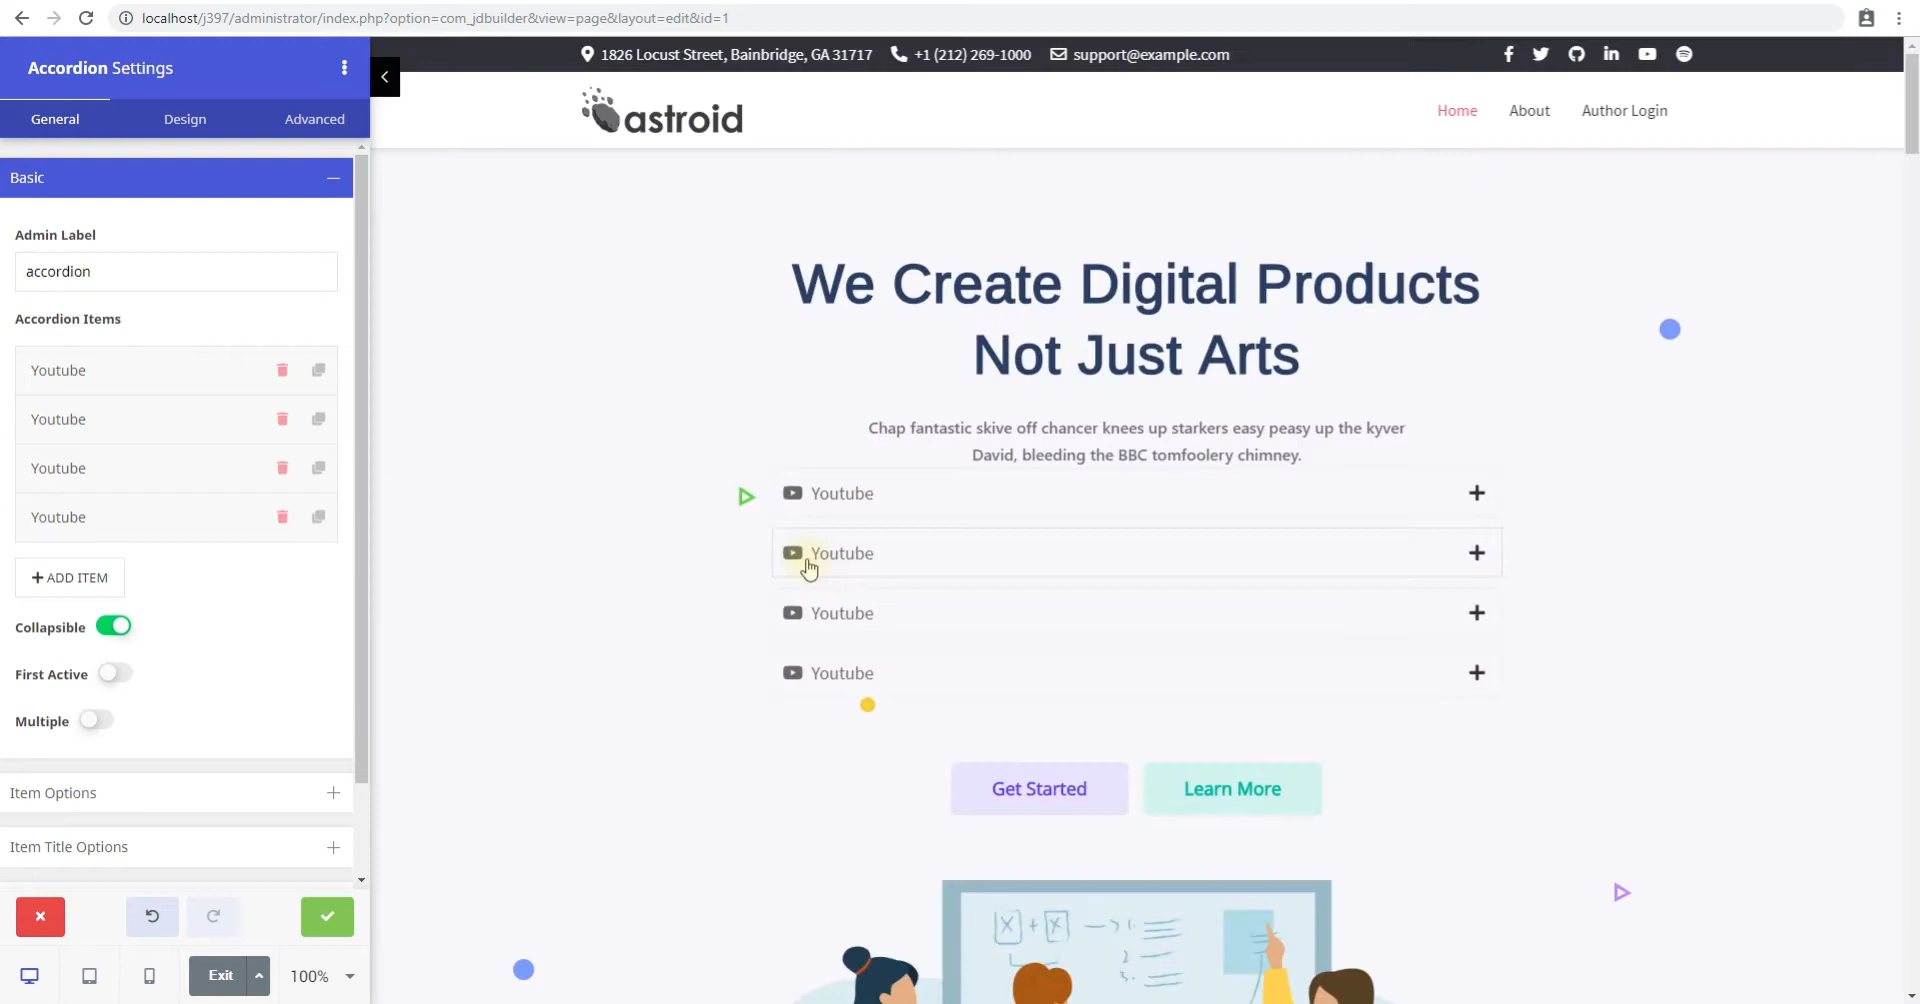 localhost/j397/administrator/index.php?option=com_jdbuilder&view=page&layout=edit&id=1
Accordion Settings
General Design Advanced
Basic
Admin Label
accordion
Accordion Items
Youtube
Youtube
Youtube
Youtube
ADD ITEM
Collapsible
First Active
Multiple
Item Options
Item Title Options
Exit 100%
1826 Locust Street, Bainbridge, GA 31717 +1 (212) 269-1000 support@example.com
astroid
Home About Author Login
We Create Digital Products
Not Just Arts
Chap fantastic skive off chancer knees up starkers easy peasy up the kyver
David, bleeding the BBC tomfoolery chimney.
Youtube
Youtube
Youtube
Youtube
Get Started Learn More
[x] + [x] 1.
2
3.